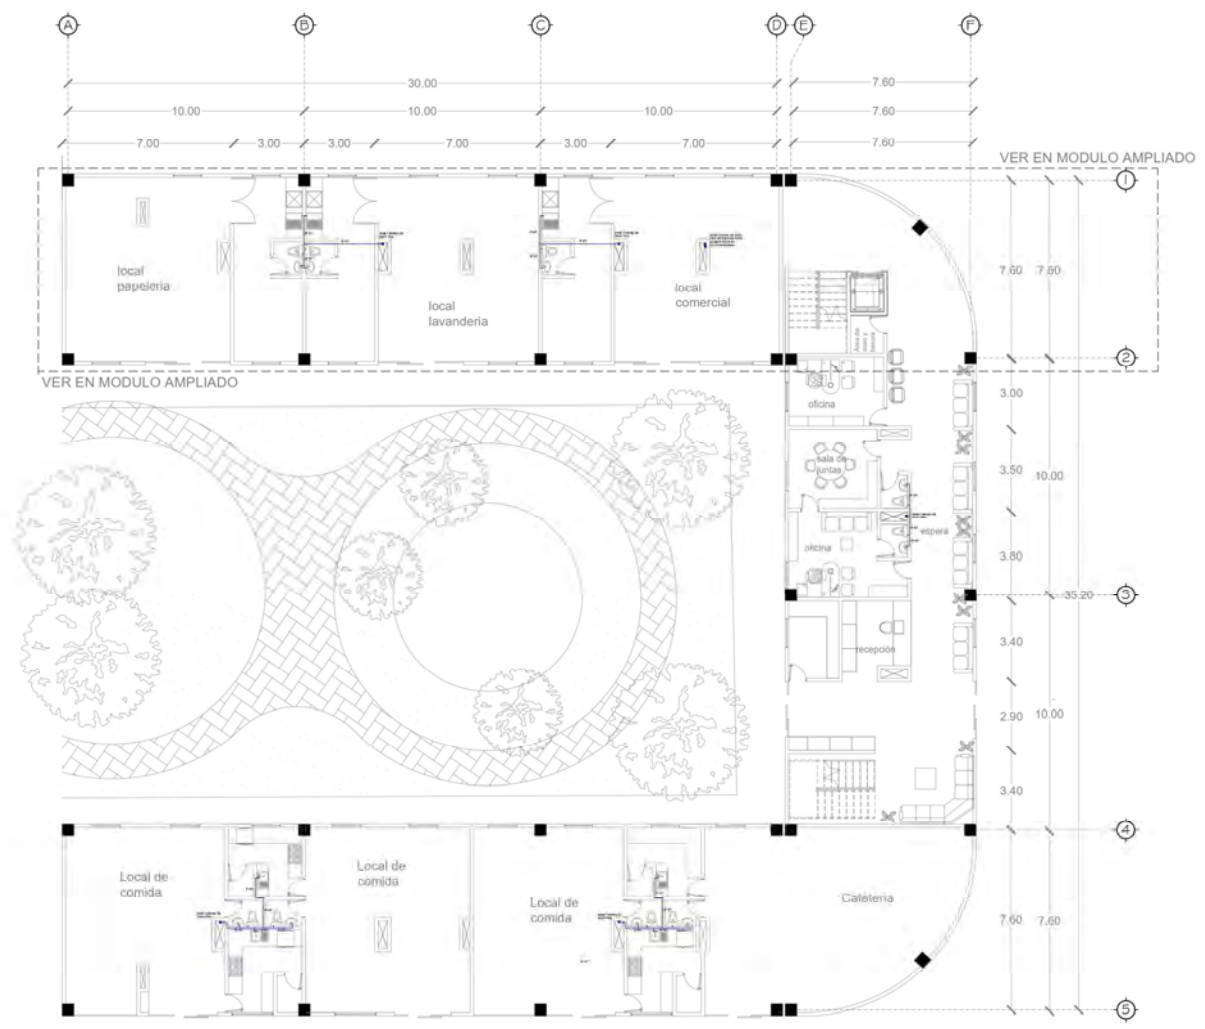 A B C D E F
30.00 7.60
10.00 10.00 10.00 7.60
7.00 3.00 3.00 7.00 3.00 7.00 7.60
VER EN MODULO AMPLIADO
1
local
papeleria
local
lavanderia
local
comercial
7.60 7.60
2
VER EN MODULO AMPLIADO
3.00
oficina
sala de
juntas
3.50 10.00
espera
oficina
3.80
35.20 3
3.40
recepción
2.90 10.00
3.40
4
Local de
comida
Local de
comida
Local de
comida
Cafeteria
7.60 7.60
5